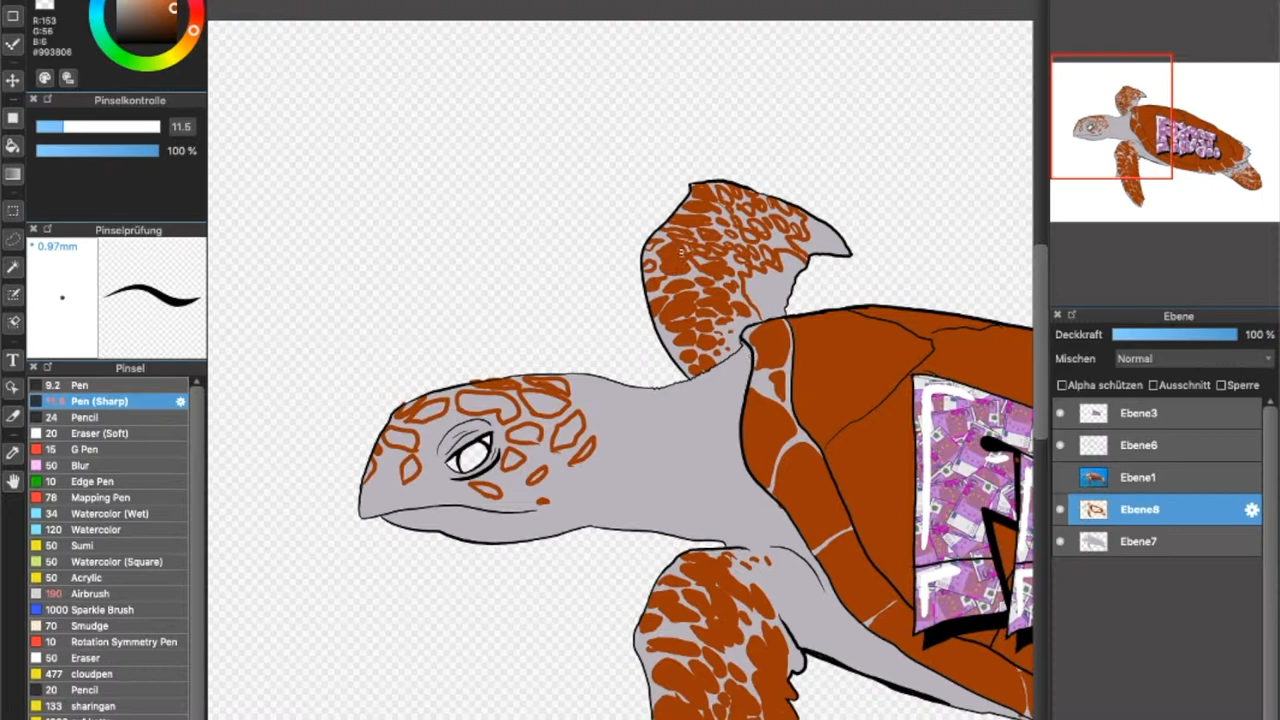 R:153
G:56
B:6
#993806
Pinselkontrolle
11.5
100 %
Pinselprüfung
* 0.97mm
Pinsel
9.2 Pen
11.5 Pen (Sharp)
24 Pencil
20 Eraser (Soft)
15 G Pen
50 Blur
10 Edge Pen
78 Mapping Pen
34 Watercolor (Wet)
120 Watercolor
50 Sumi
50 Watercolor (Square)
50 Acrylic
190 Airbrush
1000 Sparkle Brush
70 Smudge
10 Rotation Symmetry Pen
50 Eraser
477 cloudpen
20 Pencil
133 sharingan
Ebene
Deckkraft 100 %
Mischen Normal
Alpha schützen Ausschnitt Sperre
Ebene3
Ebene6
Ebene1
Ebene8
Ebene7